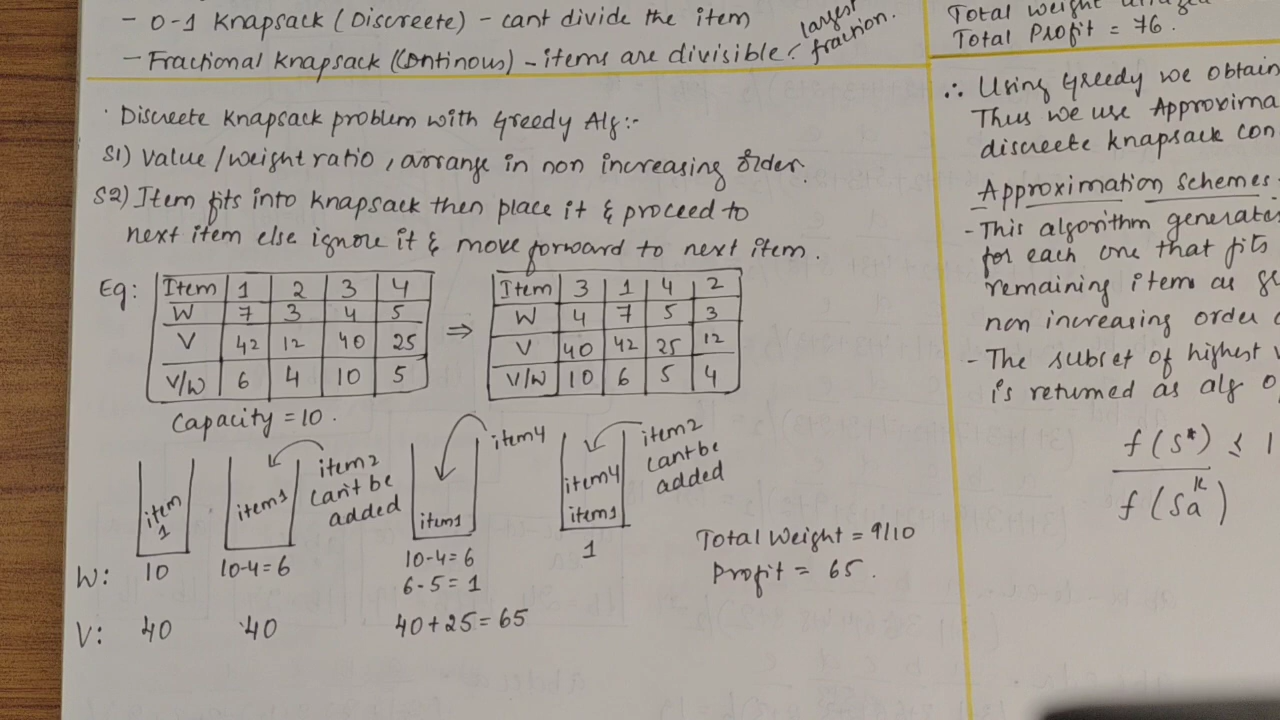 - 0-1 Knapsack (Discreete) - cant divide the item
- Fractional Knapsack (Continous) - items are divisible. largest fraction.
Discreete Knapsack problem with Greedy Alg:-
S1) Value/weight ratio, arrange in non increasing order.
S2) Item fits into Knapsack then place it & proceed to
next item else ignore it & move forward to next item.
Eg:
Item 1 2 3 4
W 7 3 4 5
V 42 12 40 25
V/W 6 4 10 5
⇒
Item 3 1 4 2
W 4 7 5 3
V 40 42 25 12
V/W 10 6 5 4
Capacity = 10.
item 1
item1
item2
can't be
added
item4
item1
item4
item1
item2
cant be
added
W: 10 10-4=6 10-4=6 1
6-5=1
V: 40 40 40+25=65
Total Weight = 9/10
Profit = 65.
Total Weight
Total Profit = 76.
∴ Using Greedy we obtain
Thus we use Approxima
discreete knapsack con
Approximation Schemes
- This algorithm generates
for each one that fits
remaining items as
non increasing order
- The subset of highest
is returned as alg
f(S*) ≤ 1
f(Sa^k)